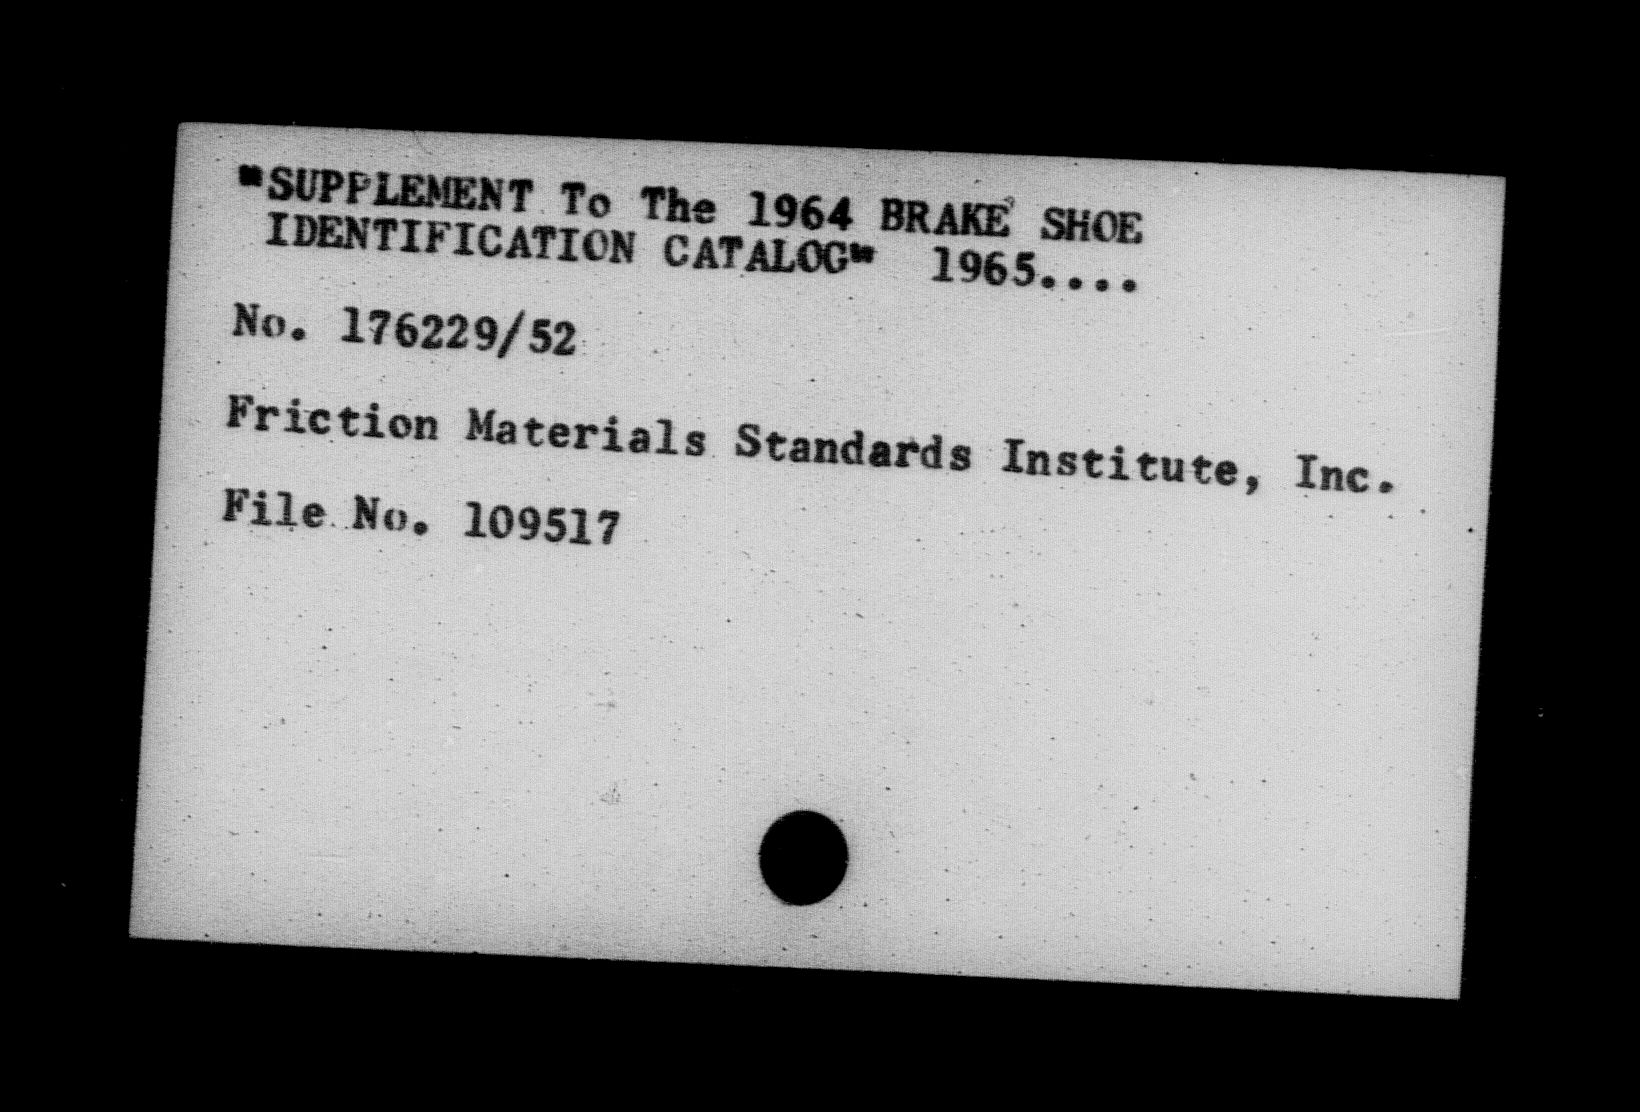 "SUPPLEMENT To The 1964 BRAKE SHOE
IDENTIFICATION CATALOG" 1965....
No. 176229/52
Friction Materials Standards Institute, Inc.
File No. 109517